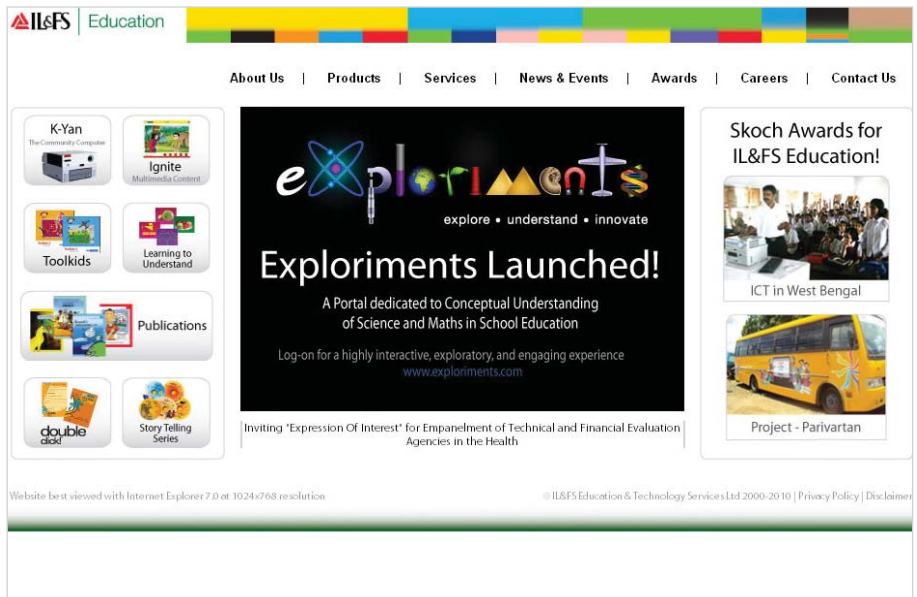 IL&FS Education
About Us | Products | Services | News & Events | Awards | Careers | Contact Us
K-Yan
The Community Computer
Ignite
Multimedia Content
Toolkids
Learning to
Understand
Publications
double
click!
Story Telling
Series
exploriments
explore • understand • innovate
Exploriments Launched!
A Portal dedicated to Conceptual Understanding
of Science and Maths in School Education
Log-on for a highly interactive, exploratory, and engaging experience
www.exploriments.com
Inviting "Expression Of Interest" for Empanelment of Technical and Financial Evaluation
Agencies in the Health
Skoch Awards for
IL&FS Education!
ICT in West Bengal
Project - Parivartan
Website best viewed with Internet Explorer 7.0 at 1024x768 resolution
© IL&FS Education & Technology Services Ltd 2000-2010 | Privacy Policy | Disclaimer